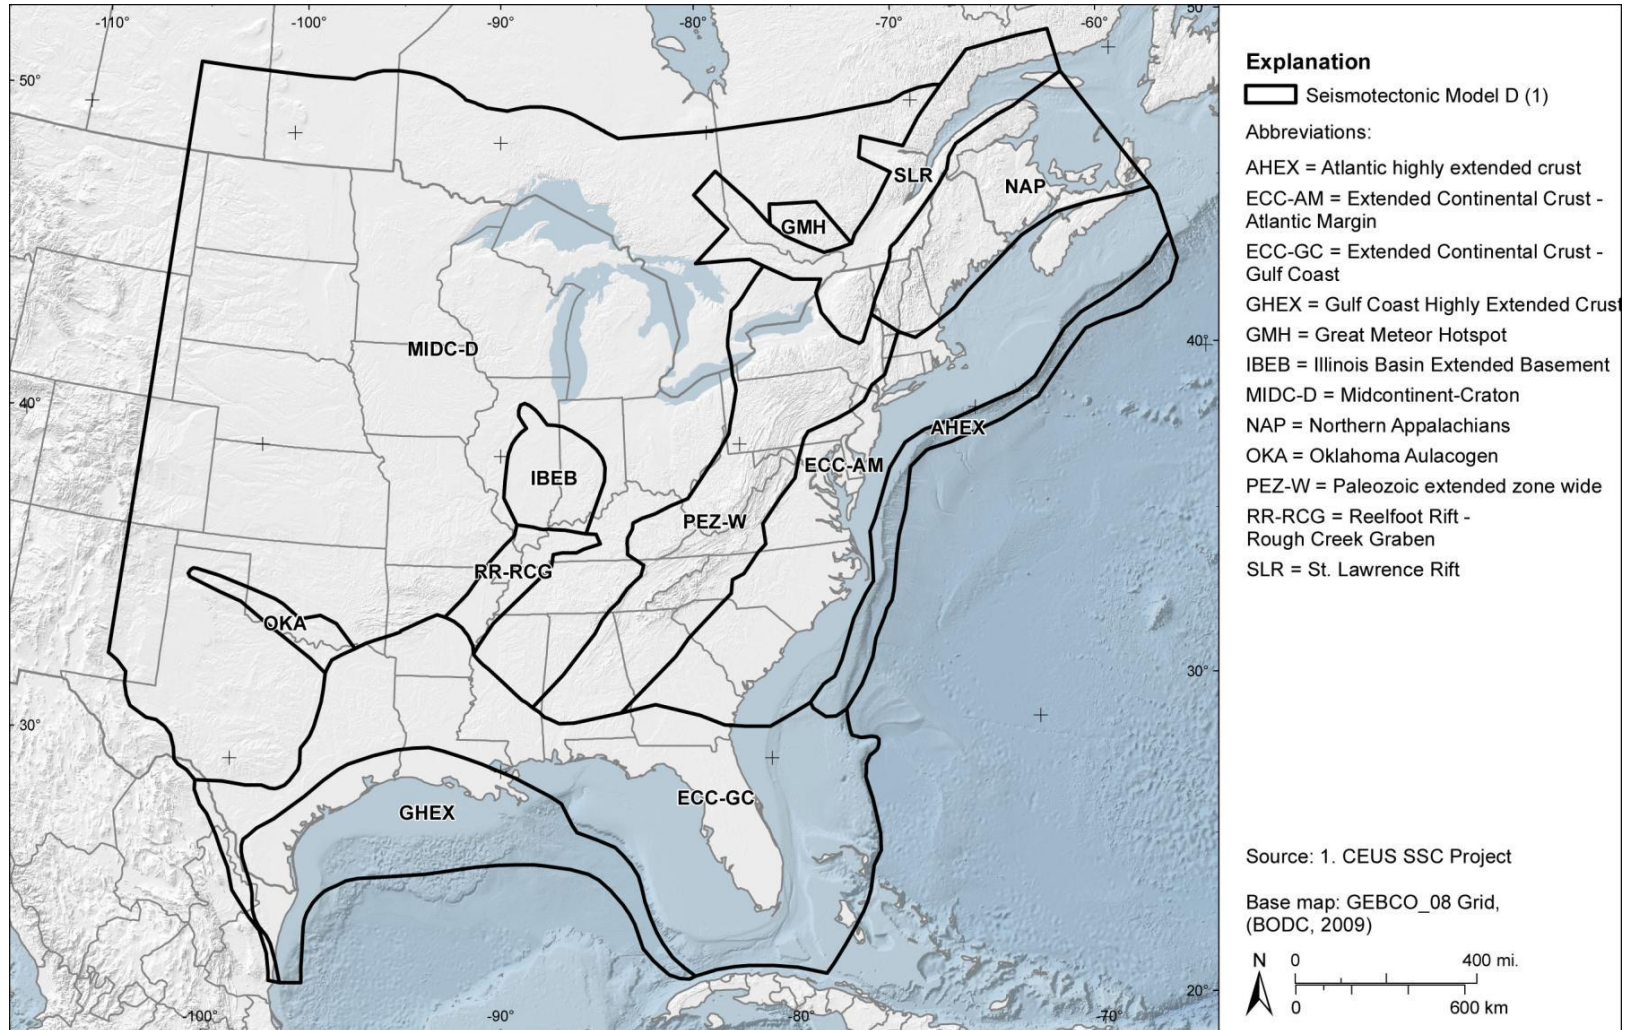 -110°
-100°
-90°
-80°
-70°
-60°
50°
50°
40°
40°
30°
30°
20°
-100°
-90°
-70°
SLR
NAP
GMH
MIDC-D
AHEX
ECC-AM
IBEB
PEZ-W
RR-RCG
OKA
ECC-GC
GHEX
Explanation
Seismotectonic Model D (1)
Abbreviations:
AHEX = Atlantic highly extended crust
ECC-AM = Extended Continental Crust -
Atlantic Margin
ECC-GC = Extended Continental Crust -
Gulf Coast
GHEX = Gulf Coast Highly Extended Crust
GMH = Great Meteor Hotspot
IBEB = Illinois Basin Extended Basement
MIDC-D = Midcontinent-Craton
NAP = Northern Appalachians
OKA = Oklahoma Aulacogen
PEZ-W = Paleozoic extended zone wide
RR-RCG = Reelfoot Rift -
Rough Creek Graben
SLR = St. Lawrence Rift
Source: 1. CEUS SSC Project
Base map: GEBCO_08 Grid,
(BODC, 2009)
N
0 400 mi.
0 600 km